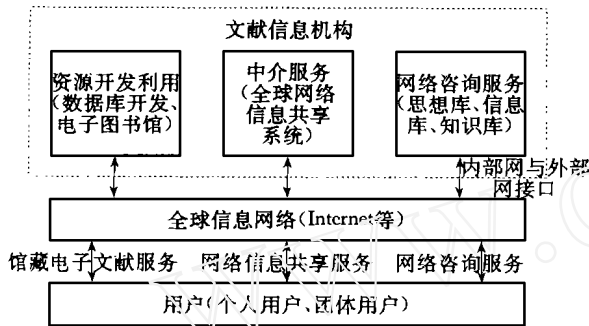 文献信息机构
资源开发利用
(数据库开发、
电子图书馆)
中介服务
(全球网络
信息共享
系统)
网络咨询服务
(思想库、信息
库、知识库)
内部网与外部
网接口
全球信息网络(Internet等)
馆藏电子文献服务
网络信息共享服务
网络咨询服务
用户(个人用户、团体用户)